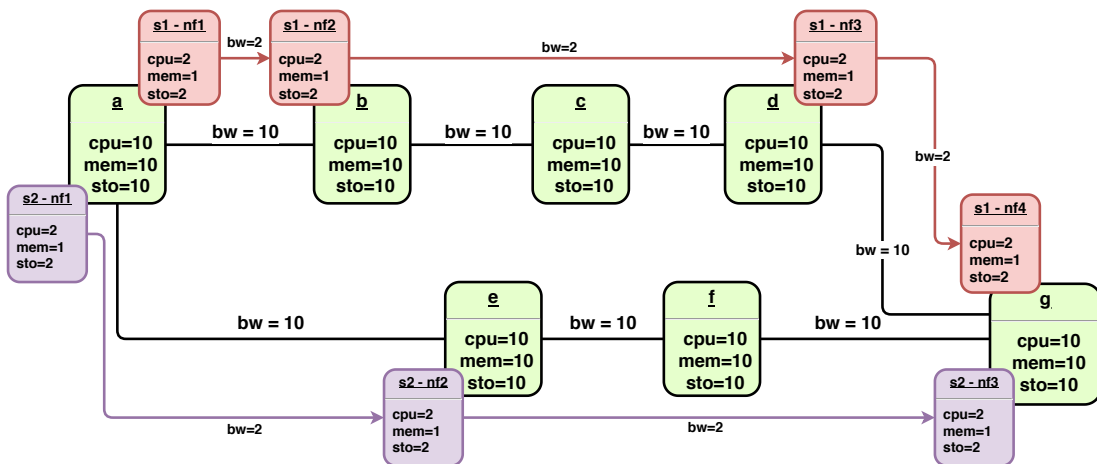 s1 - nf1
cpu=2
mem=1
sto=2
bw=2
s1 - nf2
cpu=2
mem=1
sto=2
bw=2
s1 - nf3
cpu=2
mem=1
sto=2
bw=2
a
cpu=10
mem=10
sto=10
bw = 10
b
cpu=10
mem=10
sto=10
bw = 10
c
cpu=10
mem=10
sto=10
bw = 10
d
cpu=10
mem=10
sto=10
bw = 10
s2 - nf1
cpu=2
mem=1
sto=2
s1 - nf4
cpu=2
mem=1
sto=2
bw = 10
e
cpu=10
mem=10
sto=10
bw = 10
f
cpu=10
mem=10
sto=10
bw = 10
g
cpu=10
mem=10
sto=10
bw=2
s2 - nf2
cpu=2
mem=1
sto=2
bw=2
s2 - nf3
cpu=2
mem=1
sto=2